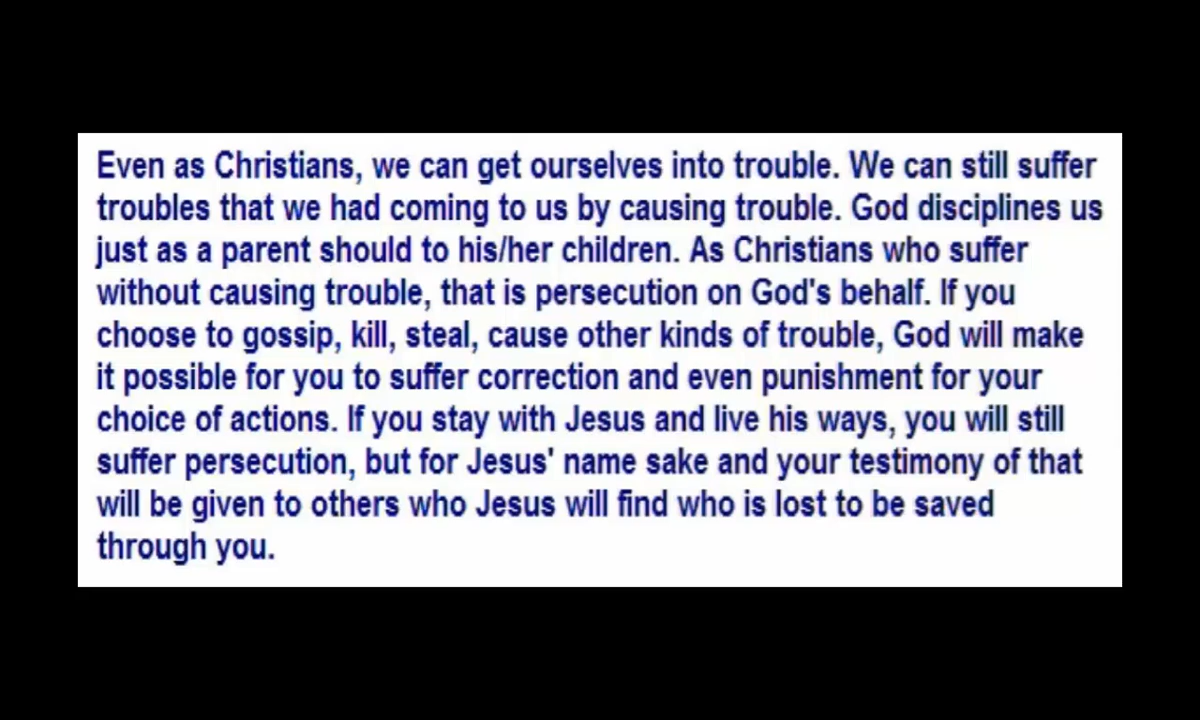 Even as Christians, we can get ourselves into trouble. We can still suffer
troubles that we had coming to us by causing trouble. God disciplines us
just as a parent should to his/her children. As Christians who suffer
without causing trouble, that is persecution on God's behalf. If you
choose to gossip, kill, steal, cause other kinds of trouble, God will make
it possible for you to suffer correction and even punishment for your
choice of actions. If you stay with Jesus and live his ways, you will still
suffer persecution, but for Jesus' name sake and your testimony of that
will be given to others who Jesus will find who is lost to be saved
through you.